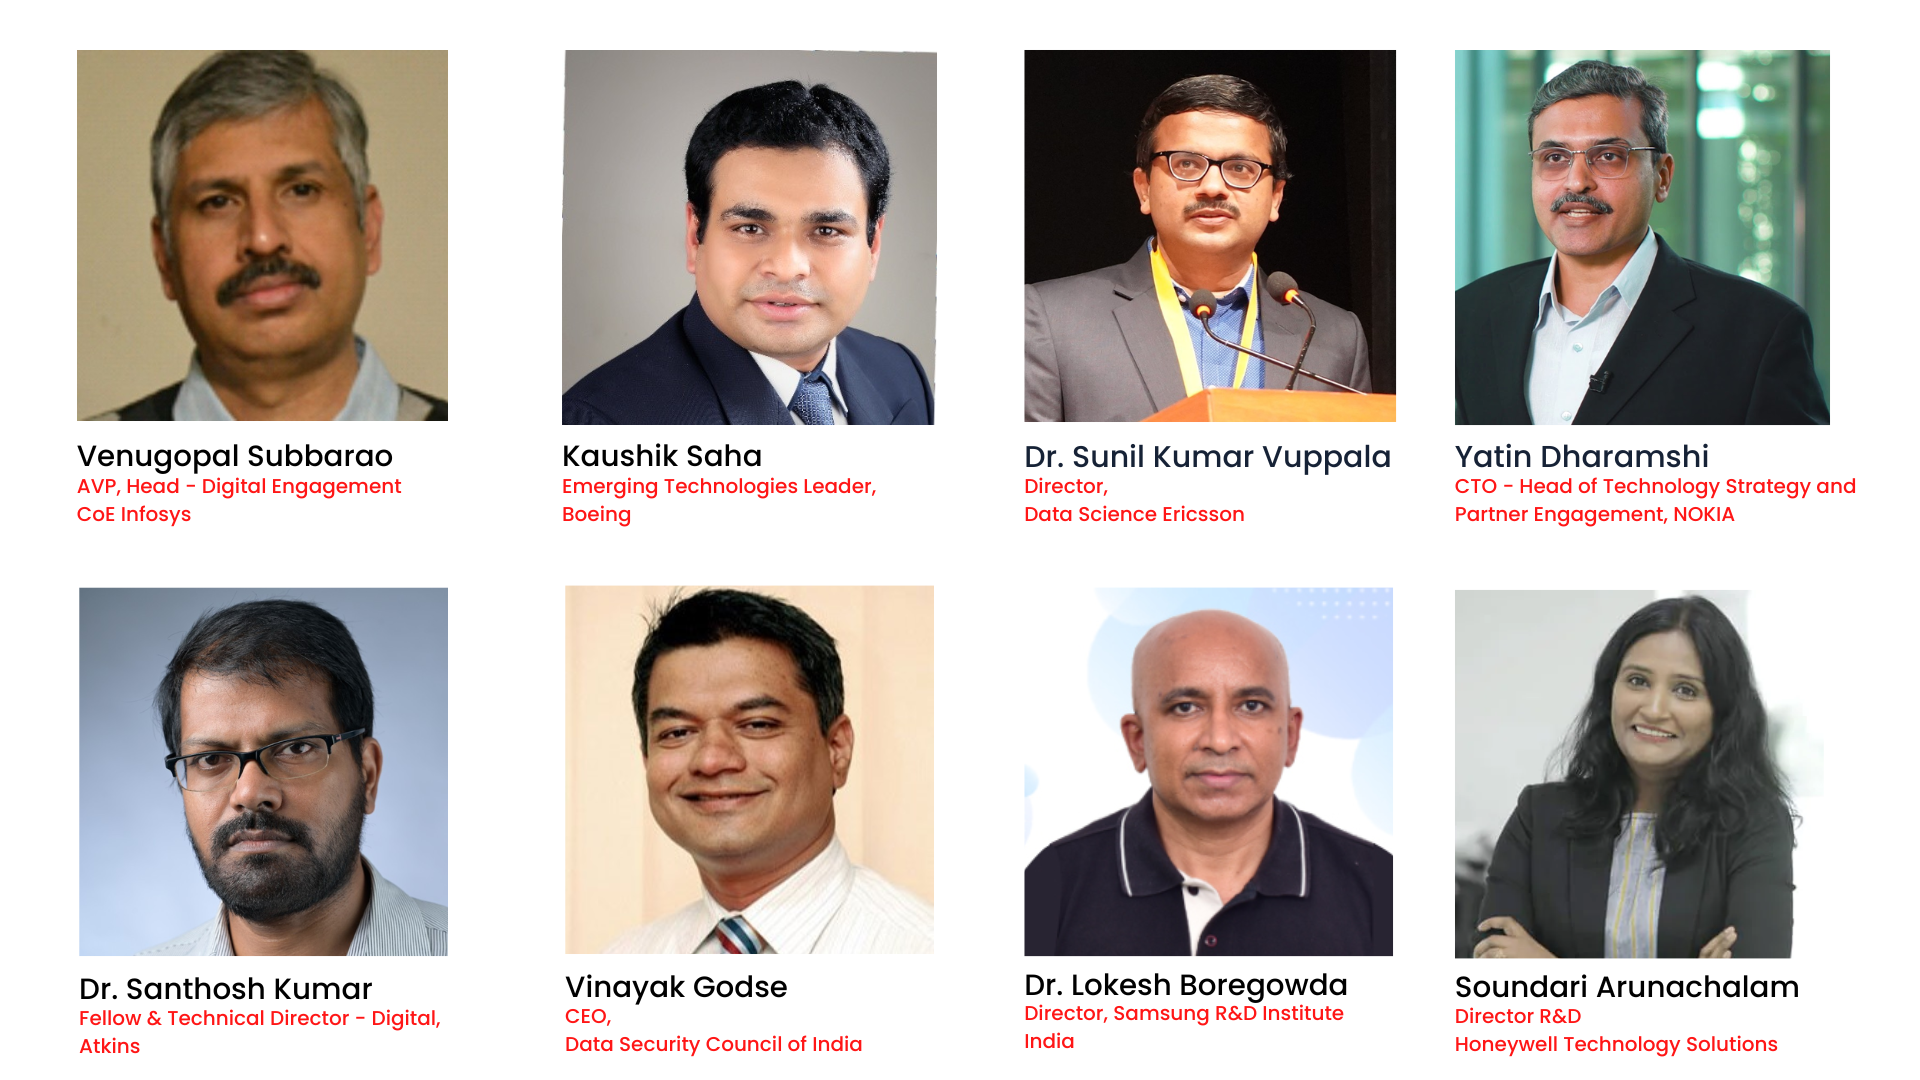 Venugopal Subbarao
AVP, Head - Digital Engagement
CoE Infosys
Kaushik Saha
Emerging Technologies Leader,
Boeing
Dr. Sunil Kumar Vuppala
Director,
Data Science Ericsson
Yatin Dharamshi
CTO - Head of Technology Strategy and
Partner Engagement, NOKIA
Dr. Santhosh Kumar
Fellow & Technical Director - Digital,
Atkins
Vinayak Godse
CEO,
Data Security Council of India
Dr. Lokesh Boregowda
Director, Samsung R&D Institute
India
Soundari Arunachalam
Director R&D
Honeywell Technology Solutions